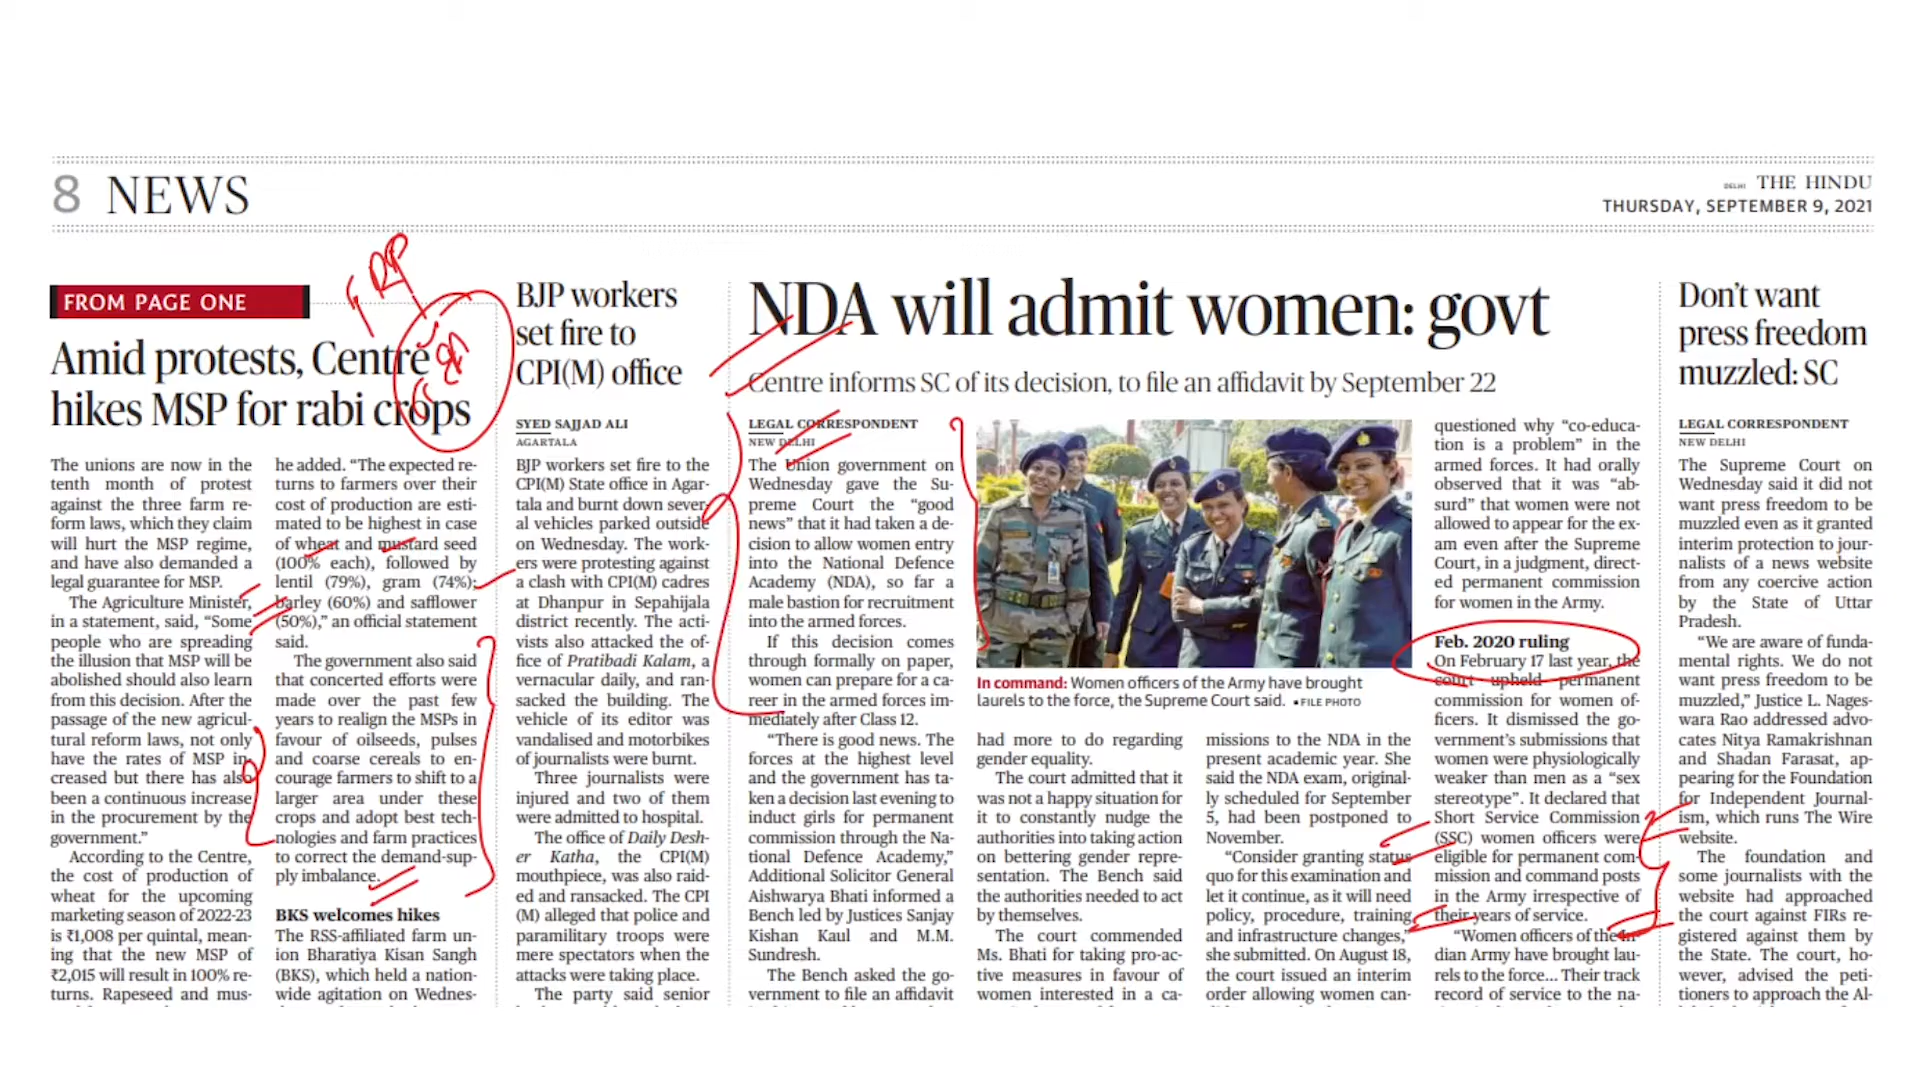 8 NEWS
DELHI THE HINDU
THURSDAY, SEPTEMBER 9, 2021
FROM PAGE ONE
Amid protests, Centre
hikes MSP for rabi crops
The unions are now in the
tenth month of protest
against the three farm re-
form laws, which they claim
will hurt the MSP regime,
and have also demanded a
legal guarantee for MSP.
The Agriculture Minister,
in a statement, said, “Some
people who are spreading
the illusion that MSP will be
abolished should also learn
from this decision. After the
passage of the new agricul-
tural reform laws, not only
have the rates of MSP in-
creased but there has also
been a continuous increase
in the procurement by the
government.”
According to the Centre,
the cost of production of
wheat for the upcoming
marketing season of 2022-23
is ₹1,008 per quintal, mean-
ing that the new MSP of
₹2,015 will result in 100% re-
turns. Rapeseed and mus-
he added. “The expected re-
turns to farmers over their
cost of production are esti-
mated to be highest in case
of wheat and mustard seed
(100% each), followed by
lentil (79%), gram (74%);
barley (60%) and safflower
(50%),” an official statement
said.
The government also said
that concerted efforts were
made over the past few
years to realign the MSPs in
favour of oilseeds, pulses
and coarse cereals to en-
courage farmers to shift to a
larger area under these
crops and adopt best tech-
nologies and farm practices
to correct the demand-sup-
ply imbalance.
BKS welcomes hikes
The RSS-affiliated farm un-
ion Bharatiya Kisan Sangh
(BKS), which held a nation-
wide agitation on Wednes-
BJP workers
set fire to
CPI(M) office
SYED SAJJAD ALI
AGARTALA
BJP workers set fire to the
CPI(M) State office in Agar-
tala and burnt down sever-
al vehicles parked outside
on Wednesday. The work-
ers were protesting against
a clash with CPI(M) cadres
at Dhanpur in Sepahijala
district recently. The acti-
vists also attacked the of-
fice of Pratibadi Kalam, a
vernacular daily, and ran-
sacked the building. The
vehicle of its editor was
vandalised and motorbikes
of journalists were burnt.
Three journalists were
injured and two of them
were admitted to hospital.
The office of Daily Desh-
er Katha, the CPI(M)
mouthpiece, was also raid-
ed and ransacked. The CPI
(M) alleged that police and
paramilitary troops were
mere spectators when the
attacks were taking place.
The party said senior
NDA will admit women: govt
Centre informs SC of its decision, to file an affidavit by September 22
LEGAL CORRESPONDENT
NEW DELHI
The Union government on
Wednesday gave the Su-
preme Court the “good
news” that it had taken a de-
cision to allow women entry
into the National Defence
Academy (NDA), so far a
male bastion for recruitment
into the armed forces.
If this decision comes
through formally on paper,
women can prepare for a ca-
reer in the armed forces im-
mediately after Class 12.
“There is good news. The
forces at the highest level
and the government has ta-
ken a decision last evening to
induct girls for permanent
commission through the Na-
tional Defence Academy,”
Additional Solicitor General
Aishwarya Bhati informed a
Bench led by Justices Sanjay
Kishan Kaul and M.M.
Sundresh.
The Bench asked the go-
vernment to file an affidavit
In command: Women officers of the Army have brought
laurels to the force, the Supreme Court said. ▪FILE PHOTO
had more to do regarding
gender equality.
The court admitted that it
was not a happy situation for
it to constantly nudge the
authorities into taking action
on bettering gender repre-
sentation. The Bench said
the authorities needed to act
by themselves.
The court commended
Ms. Bhati for taking pro-ac-
tive measures in favour of
women interested in a ca-
missions to the NDA in the
present academic year. She
said the NDA exam, original-
ly scheduled for September
5, had been postponed to
November.
“Consider granting status
quo for this examination and
let it continue, as it will need
policy, procedure, training
and infrastructure changes,”
she submitted. On August 18,
the court issued an interim
order allowing women can-
questioned why “co-educa-
tion is a problem” in the
armed forces. It had orally
observed that it was “ab-
surd” that women were not
allowed to appear for the ex-
am even after the Supreme
Court, in a judgment, direct-
ed permanent commission
for women in the Army.
Feb. 2020 ruling
On February 17 last year, the
court upheld permanent
commission for women of-
ficers. It dismissed the go-
vernment’s submissions that
women were physiologically
weaker than men as a “sex
stereotype”. It declared that
Short Service Commission
(SSC) women officers were
eligible for permanent com-
mission and command posts
in the Army irrespective of
their years of service.
“Women officers of the In-
dian Army have brought lau-
rels to the force... Their track
record of service to the na-
Don’t want
press freedom
muzzled: SC
LEGAL CORRESPONDENT
NEW DELHI
The Supreme Court on
Wednesday said it did not
want press freedom to be
muzzled even as it granted
interim protection to jour-
nalists of a news website
from any coercive action
by the State of Uttar
Pradesh.
“We are aware of funda-
mental rights. We do not
want press freedom to be
muzzled,” Justice L. Nages-
wara Rao addressed advo-
cates Nitya Ramakrishnan
and Shadan Farasat, ap-
pearing for the Foundation
for Independent Journal-
ism, which runs The Wire
website.
The foundation and
some journalists with the
website had approached
the court against FIRs re-
gistered against them by
the State. The court, ho-
wever, advised the peti-
tioners to approach the Al-